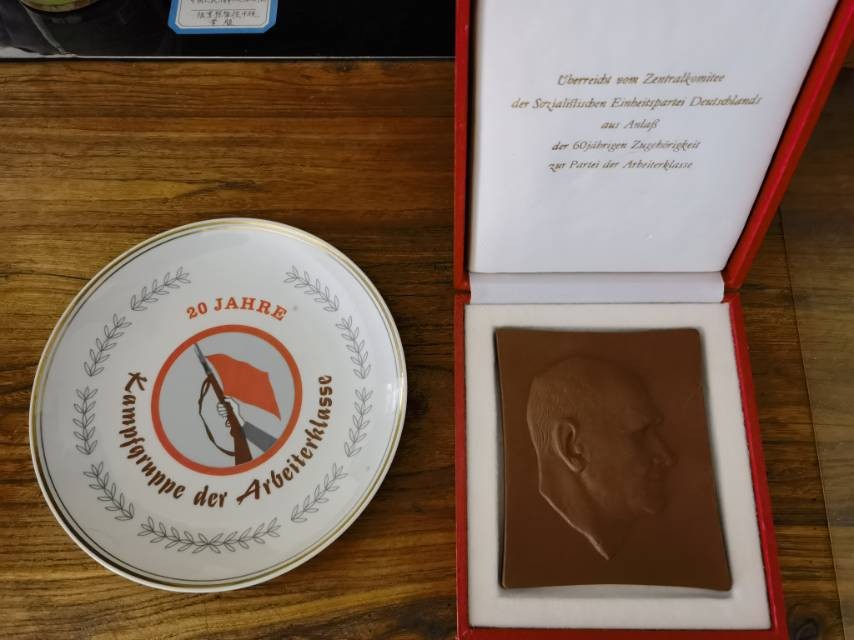 20 JAHRE
Kampfgruppe der Arbeiterklasse
Überreicht vom Zentralkomitee
der Sozialistischen Einheitspartei Deutschlands
aus Anlaß
der 60jährigen Zugehörigkeit
zur Partei der Arbeiterklasse